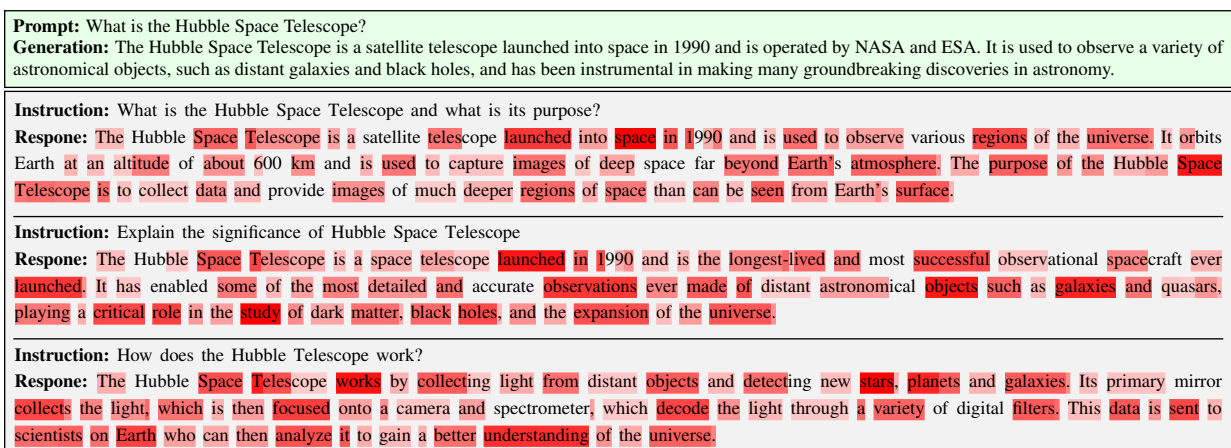 Prompt: What is the Hubble Space Telescope?
Generation: The Hubble Space Telescope is a satellite telescope launched into space in 1990 and is operated by NASA and ESA. It is used to observe a variety of
astronomical objects, such as distant galaxies and black holes, and has been instrumental in making many groundbreaking discoveries in astronomy.
Instruction: What is the Hubble Space Telescope and what is its purpose?
Respone: The Hubble Space Telescope is a satellite telescope launched into space in 1990 and is used to observe various regions of the universe. It orbits
Earth at an altitude of about 600 km and is used to capture images of deep space far beyond Earth's atmosphere. The purpose of the Hubble Space
Telescope is to collect data and provide images of much deeper regions of space than can be seen from Earth's surface.
Instruction: Explain the significance of Hubble Space Telescope
Respone: The Hubble Space Telescope is a space telescope launched in 1990 and is the longest-lived and most successful observational spacecraft ever
launched. It has enabled some of the most detailed and accurate observations ever made of distant astronomical objects such as galaxies and quasars,
playing a critical role in the study of dark matter, black holes, and the expansion of the universe.
Instruction: How does the Hubble Telescope work?
Respone: The Hubble Space Telescope works by collecting light from distant objects and detecting new stars, planets and galaxies. Its primary mirror
collects the light, which is then focused onto a camera and spectrometer, which decode the light through a variety of digital filters. This data is sent to
scientists on Earth who can then analyze it to gain a better understanding of the universe.